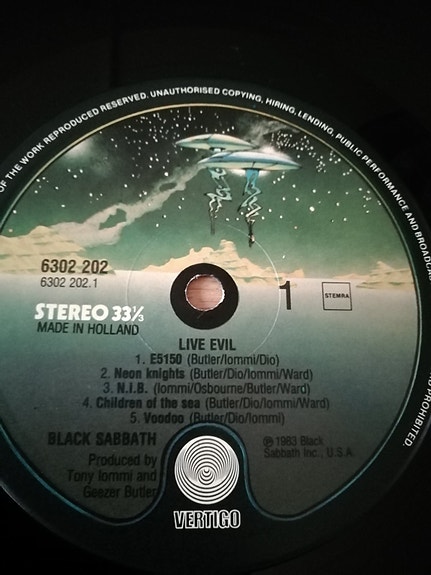 OF THE WORK REPRODUCED RESERVED. UNAUTHORISED COPYING, HIRING, LENDING, PUBLIC PERFORMANCE AND BROADCAS
PROHIBITED.
6302 202
6302 202.1
1
STEMRA
STEREO 33⅓
MADE IN HOLLAND
LIVE EVIL
1. E5150 (Butler/Iommi/Dio)
2. Neon knights (Butler/Dio/Iommi/Ward)
3. N.I.B. (Iommi/Osbourne/Butler/Ward)
4. Children of the sea (Butler/Dio/Iommi/Ward)
5. Voodoo (Butler/Dio/Iommi)
BLACK SABBATH
Produced by
Tony Iommi and
Geezer Butler
℗ 1983 Black
Sabbath Inc., U.S.A.
VERTIGO